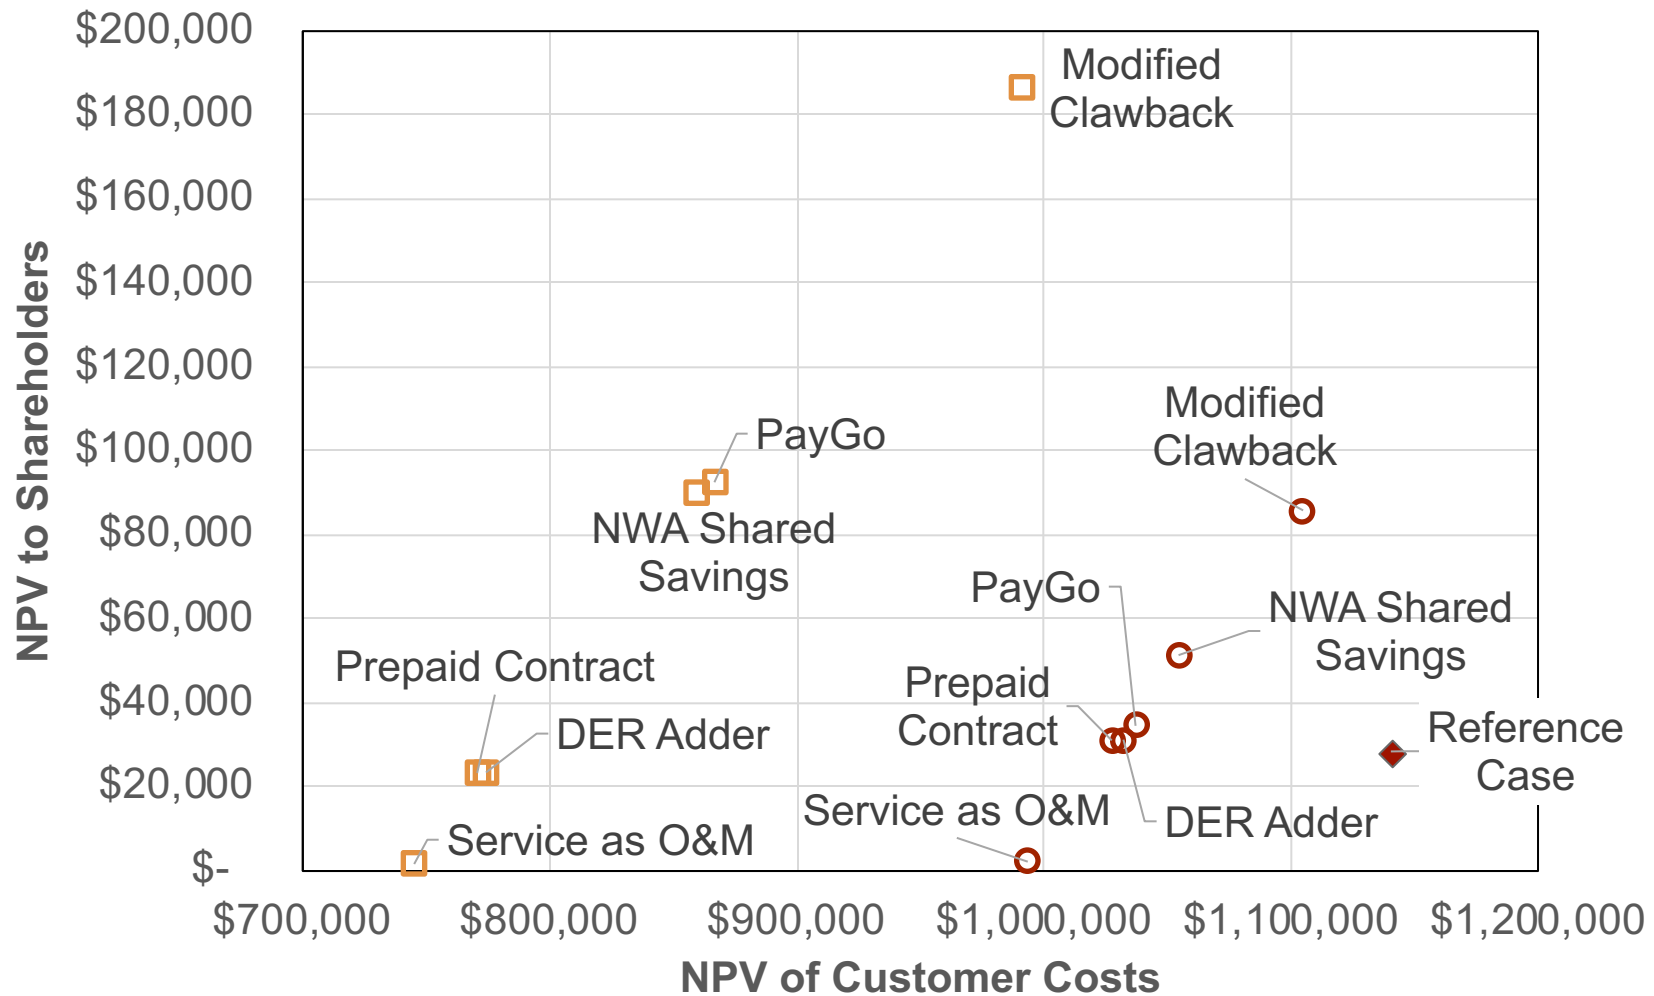 $200,000
$180,000
$160,000
$140,000
$120,000
$100,000
$80,000
$60,000
$40,000
$20,000
$-
NPV to Shareholders
Modified
Clawback
PayGo
NWA Shared
Savings
Modified
Clawback
PayGo
NWA Shared
Savings
Prepaid Contract
DER Adder
Prepaid
Contract
Reference
Case
Service as O&M
Service as O&M
DER Adder
$700,000
$800,000
$900,000
$1,000,000
$1,100,000
$1,200,000
NPV of Customer Costs